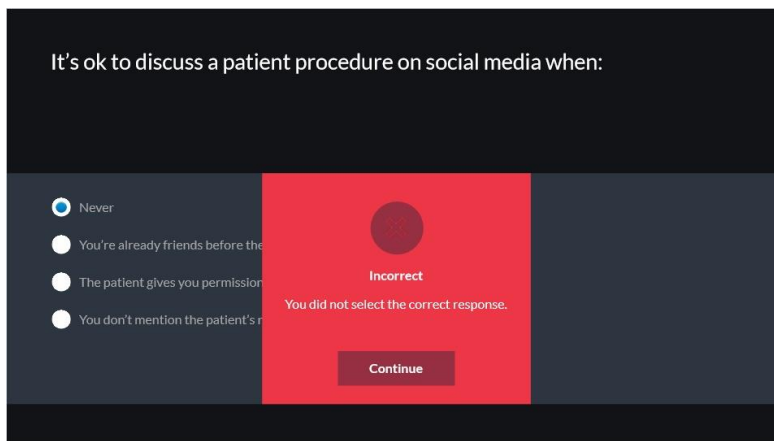 It's ok to discuss a patient procedure on social media when:
Never
You're already friends before the
The patient gives you permission
You don't mention the patient's
Incorrect
You did not select the correct response.
Continue